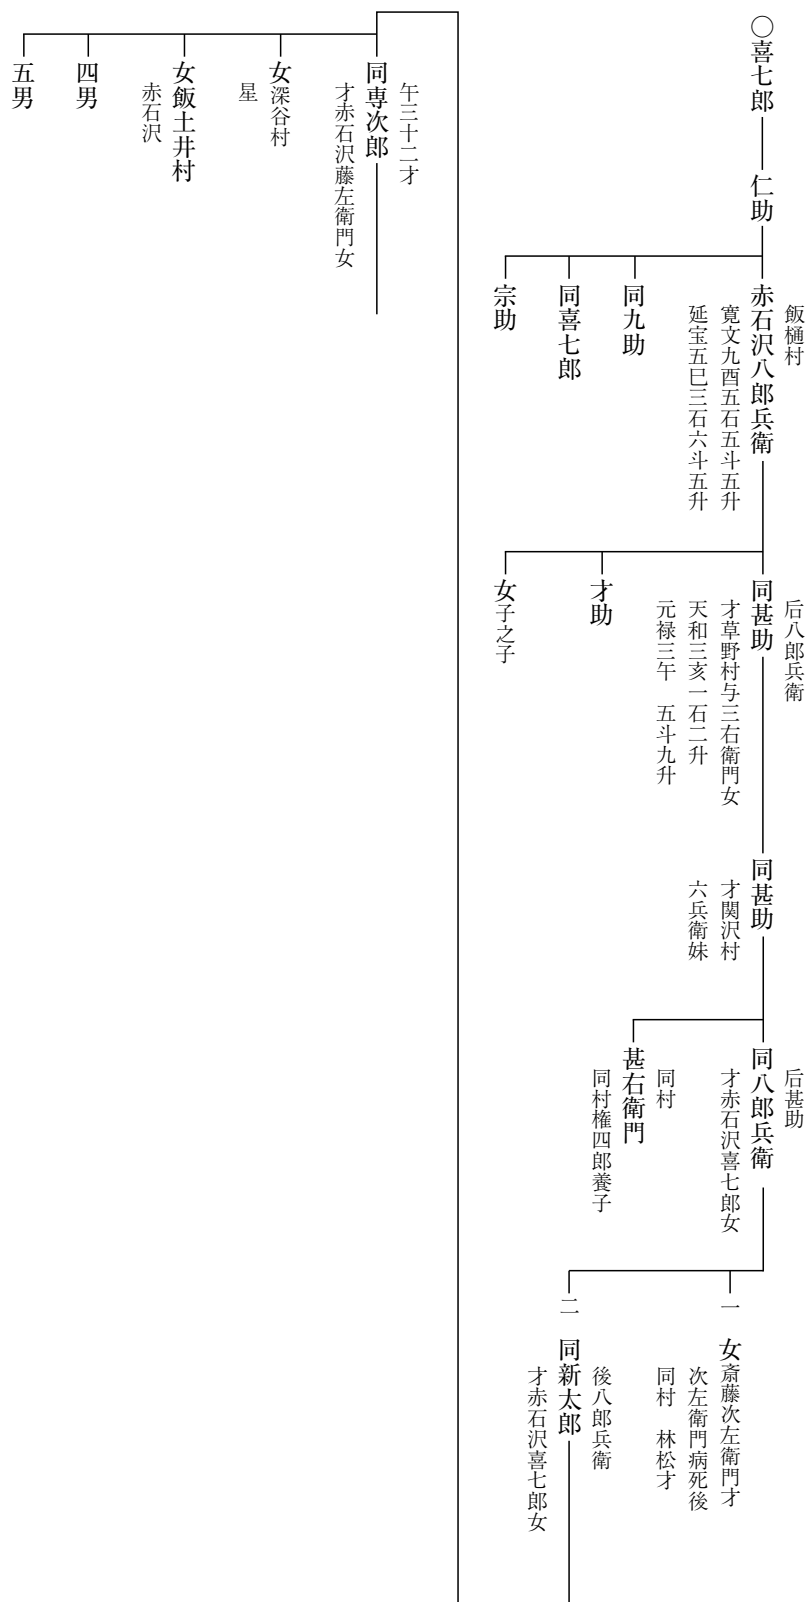 〇喜七郎
仁助
飯樋村
赤石沢八郎兵衛
寛文九酉五石五斗五升
延宝五巳三石六斗五升
同九助
同喜七郎
宗助
后八郎兵衛
同甚助
才草野村与三右衛門女
天和三亥一石二升
元禄三午　五斗九升
才助
女子之子
同甚助
才関沢村
六兵衛妹
后甚助
同八郎兵衛
才赤石沢喜七郎女
同村
甚右衛門
同村権四郎養子
一　女斎藤次左衛門才
次左衛門病死後
同村　林松才
後八郎兵衛
二　同新太郎
才赤石沢喜七郎女
午三十二才
同専次郎
才赤石沢藤左衛門女
女深谷村
星
女飯土井村
赤石沢
四男
五男